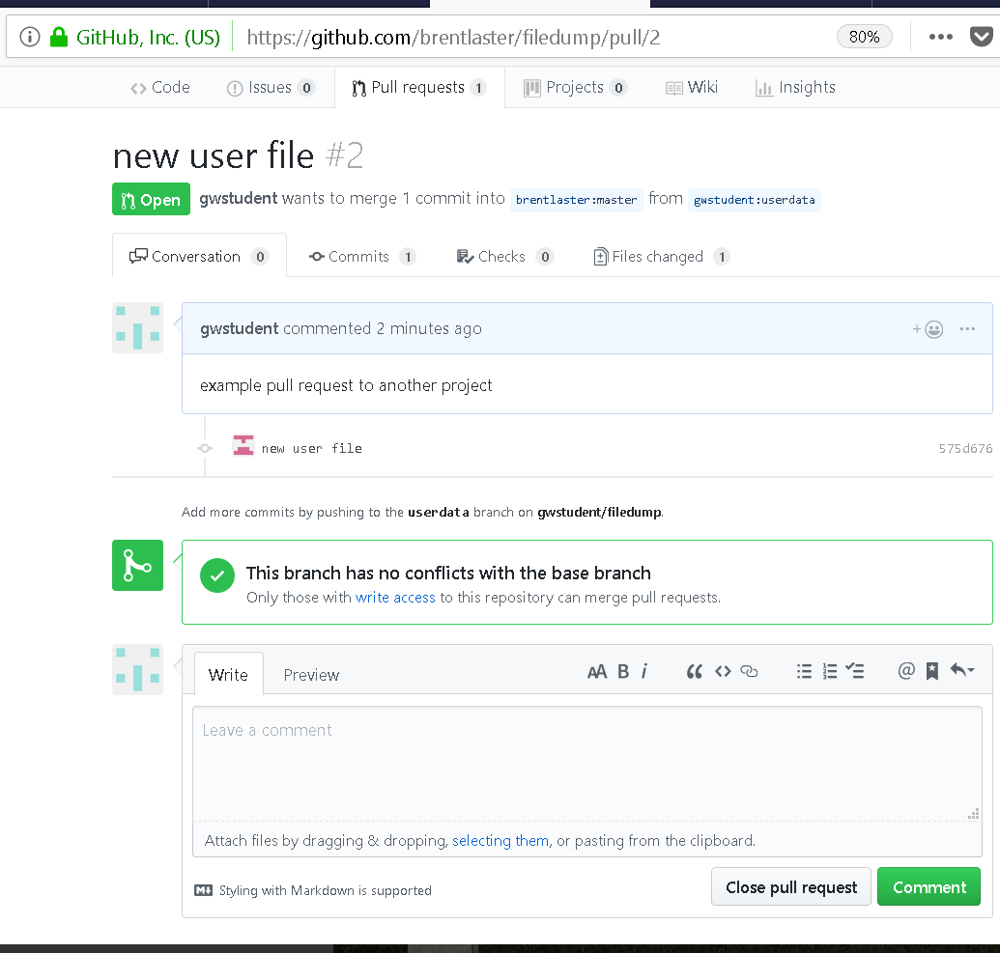 GitHub, Inc. (US) https://github.com/brentlaster/filedump/pull/2 80%
Code Issues 0 Pull requests 1 Projects 0 Wiki Insights
new user file #2
Open gwstudent wants to merge 1 commit into brentlaster:master from gwstudent:userdata
Conversation 0 Commits 1 Checks 0 Files changed 1
gwstudent commented 2 minutes ago
example pull request to another project
new user file 575d676
Add more commits by pushing to the userdata branch on gwstudent/filedump.
This branch has no conflicts with the base branch
Only those with write access to this repository can merge pull requests.
Write Preview AA B i @
Leave a comment
Attach files by dragging & dropping, selecting them, or pasting from the clipboard.
Styling with Markdown is supported Close pull request Comment